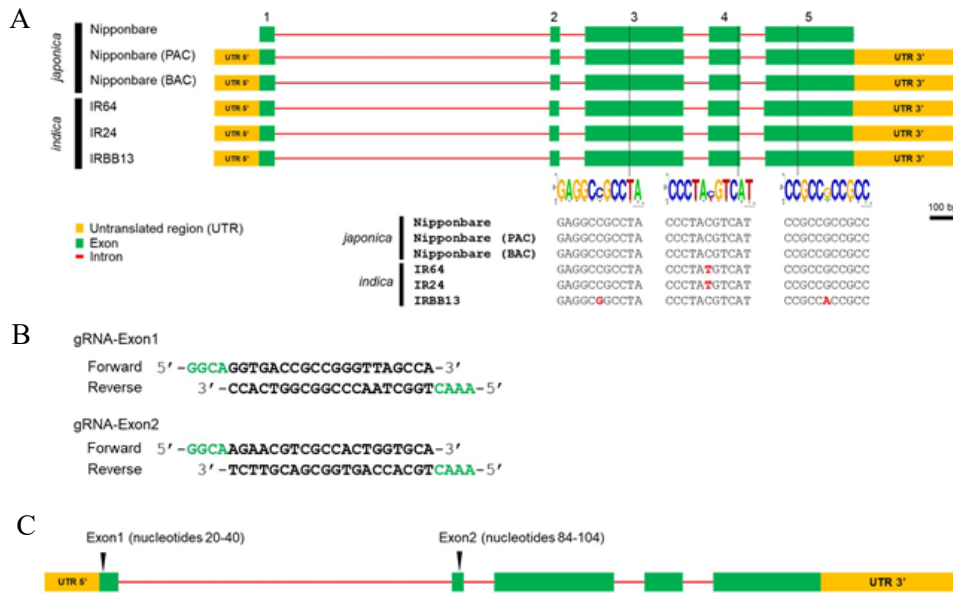 A
1 2 3 4 5
japonica
Nipponbare
Nipponbare (PAC) UTR 5' UTR 3'
Nipponbare (BAC) UTR 5' UTR 3'
indica
IR64 UTR 5' UTR 3'
IR24 UTR 5' UTR 3'
IRBB13 UTR 5' UTR 3'
GAGGCCGCCTA CCCTACGTCAT CCGCCGCCGCC
100 bp
Untranslated region (UTR)
Exon
Intron
japonica
Nipponbare GAGGCCGCCTA CCCTACGTCAT CCGCCGCCGCC
Nipponbare (PAC) GAGGCCGCCTA CCCTACGTCAT CCGCCGCCGCC
Nipponbare (BAC) GAGGCCGCCTA CCCTACGTCAT CCGCCGCCGCC
indica
IR64 GAGGCCGCCTA CCCTATGTCAT CCGCCGCCGCC
IR24 GAGGCCGCCTA CCCTATGTCAT CCGCCGCCGCC
IRBB13 GAGGCGGCCTA CCCTACGTCAT CCGCCACCGCC
B
gRNA-Exon1
Forward 5’-GGCAGGTGACCGCCGGGTTAGCCA-3’
Reverse 3’-CCACTGGCGGCCCAATCGGTCAAA-5’
gRNA-Exon2
Forward 5’-GGCAAGAACGTCGCCACTGGTGCA-3’
Reverse 3’-TCTTGCAGCGGTGACCACGTCAAA-5’
C
Exon1 (nucleotides 20-40) Exon2 (nucleotides 84-104)
UTR 5' UTR 3'